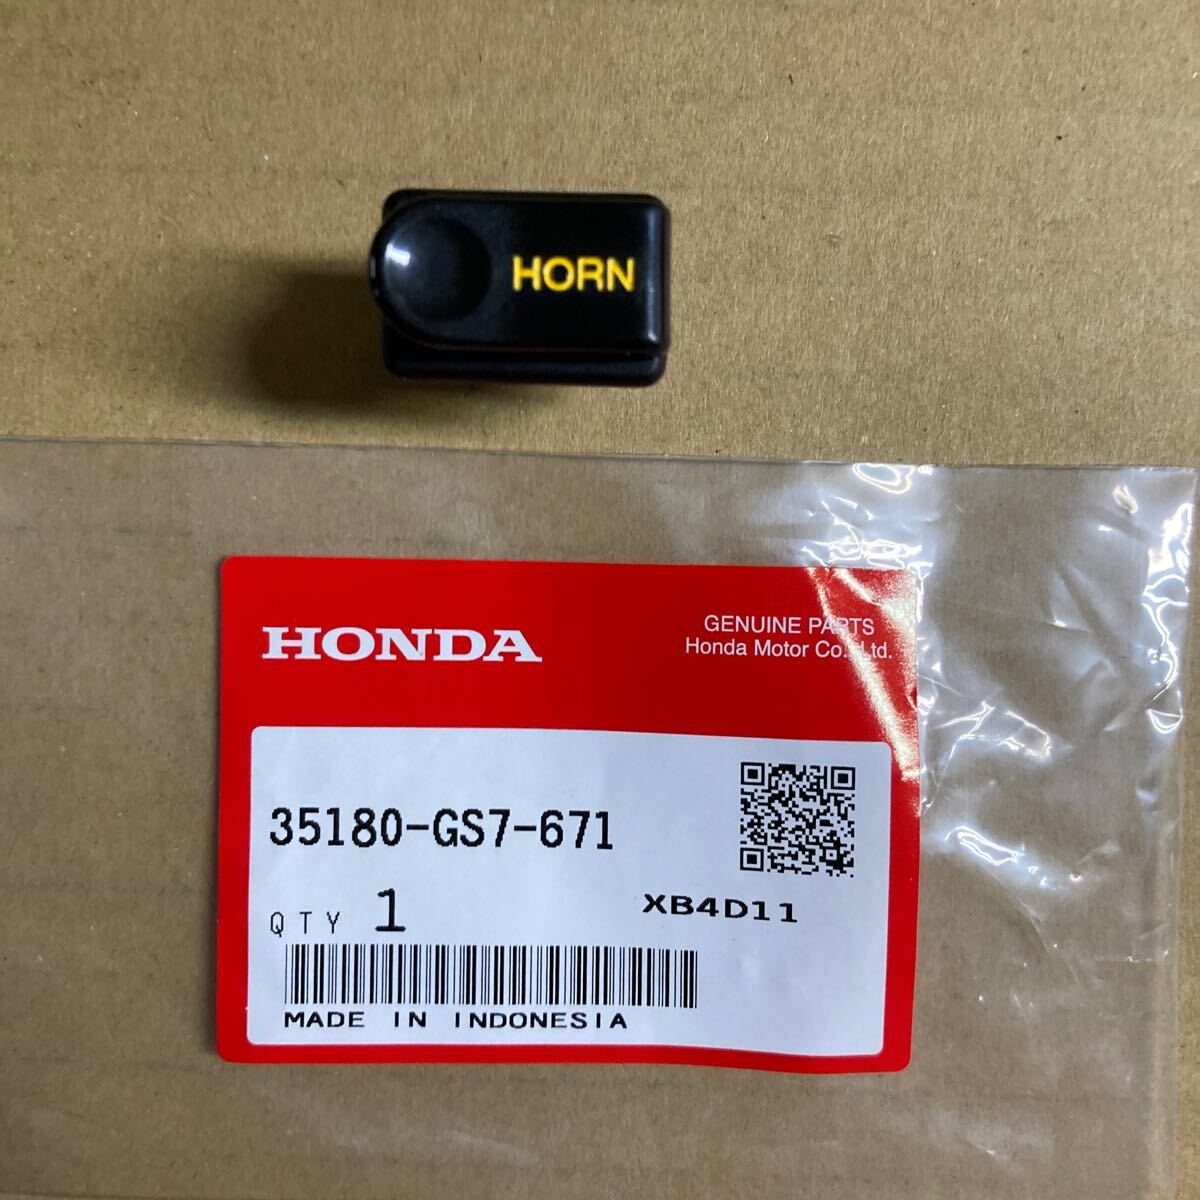 HORN
HONDA
GENUINE PARTS
Honda Motor Co., Ltd.
35180-GS7-671
QTY 1
XB4D11
MADE IN INDONESIA